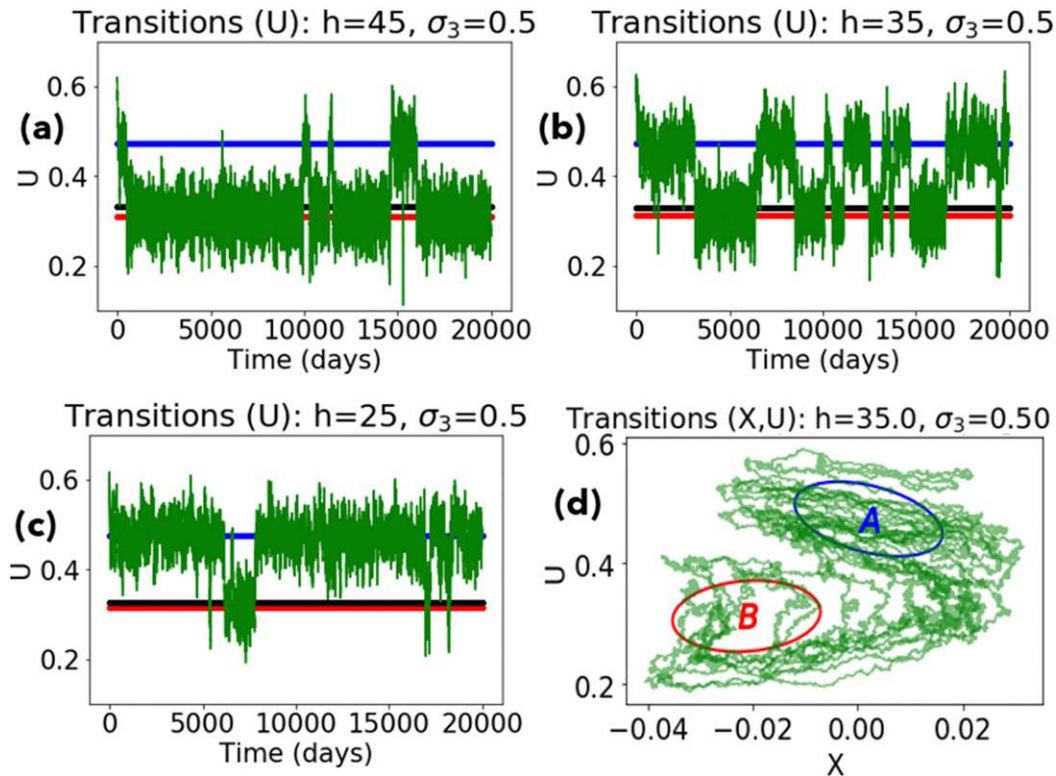 Transitions (U): h=45, σ₃=0.5
(a)
U
0.6
0.4
0.2
0 5000 10000 15000 20000
Time (days)
Transitions (U): h=35, σ₃=0.5
(b)
U
0.6
0.4
0.2
0 5000 10000 15000 20000
Time (days)
Transitions (U): h=25, σ₃=0.5
(c)
U
0.6
0.4
0.2
0 5000 10000 15000 20000
Time (days)
Transitions (X,U): h=35.0, σ₃=0.50
(d)
U
0.6
0.4
0.2
A
B
−0.04 −0.02 0.00 0.02
X